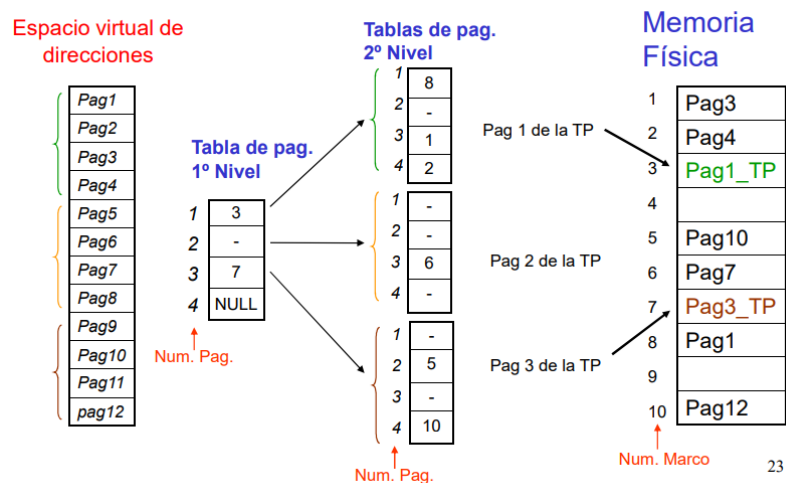 Espacio virtual de
direcciones
Pag1
Pag2
Pag3
Pag4
Pag5
Pag6
Pag7
Pag8
Pag9
Pag10
Pag11
pag12
Tabla de pag.
1º Nivel
1 3
2 -
3 7
4 NULL
Num. Pag.
Tablas de pag.
2º Nivel
1 8
2 -
3 1
4 2
1 -
2 -
3 6
4 -
1 -
2 5
3 -
4 10
Num. Pag.
Pag 1 de la TP
Pag 2 de la TP
Pag 3 de la TP
Memoria
Física
1 Pag3
2 Pag4
3 Pag1_TP
4
5 Pag10
6 Pag7
7 Pag3_TP
8 Pag1
9
10 Pag12
Num. Marco
23